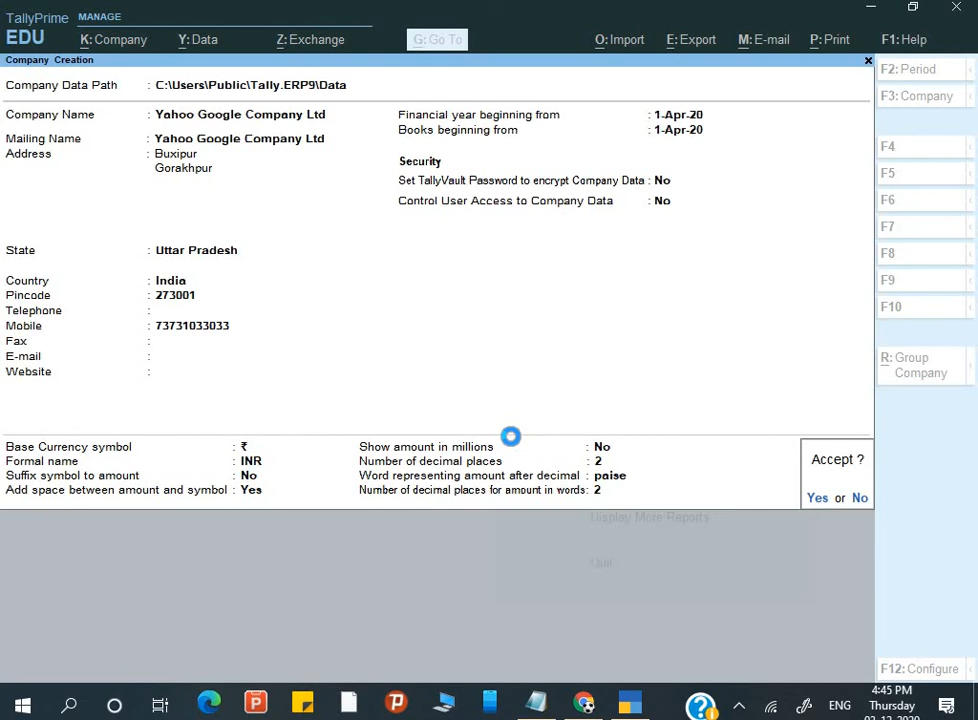 TallyPrime MANAGE
EDU K: Company Y: Data Z: Exchange G: Go To O: Import E: Export M: E-mail P: Print F1: Help
Company Creation
Company Data Path : C:\Users\Public\Tally.ERP9\Data
Company Name : Yahoo Google Company Ltd
Mailing Name : Yahoo Google Company Ltd
Address : Buxipur
Gorakhpur
State : Uttar Pradesh
Country : India
Pincode : 273001
Telephone :
Mobile : 73731033033
Fax :
E-mail :
Website :
Financial year beginning from : 1-Apr-20
Books beginning from : 1-Apr-20
Security
Set TallyVault Password to encrypt Company Data : No
Control User Access to Company Data : No
Base Currency symbol : ₹
Formal name : INR
Suffix symbol to amount : No
Add space between amount and symbol : Yes
Show amount in millions : No
Number of decimal places : 2
Word representing amount after decimal : paise
Number of decimal places for amount in words: 2
Accept ?
Yes or No
Display More Reports
Quit
F2: Period
F3: Company
F4
F5
F6
F7
F8
F9
F10
R: Group
Company
F12: Configure
ENG
4:45 PM
Thursday